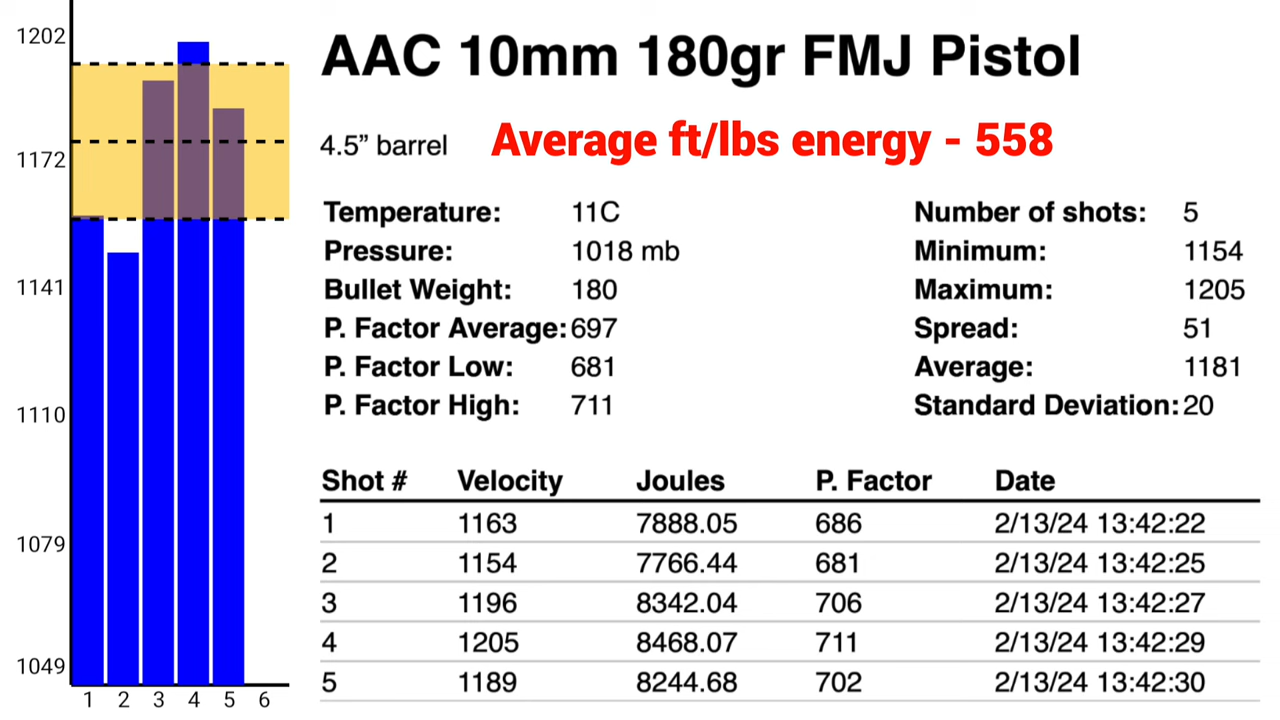 AAC 10mm 180gr FMJ Pistol
4.5” barrel Average ft/lbs energy - 558
Temperature: 11C Number of shots: 5
Pressure: 1018 mb Minimum: 1154
Bullet Weight: 180 Maximum: 1205
P. Factor Average: 697 Spread: 51
P. Factor Low: 681 Average: 1181
P. Factor High: 711 Standard Deviation: 20
Shot # Velocity Joules P. Factor Date
1 1163 7888.05 686 2/13/24 13:42:22
2 1154 7766.44 681 2/13/24 13:42:25
3 1196 8342.04 706 2/13/24 13:42:27
4 1205 8468.07 711 2/13/24 13:42:29
5 1189 8244.68 702 2/13/24 13:42:30
1202
1172
1141
1110
1079
1049
1 2 3 4 5 6